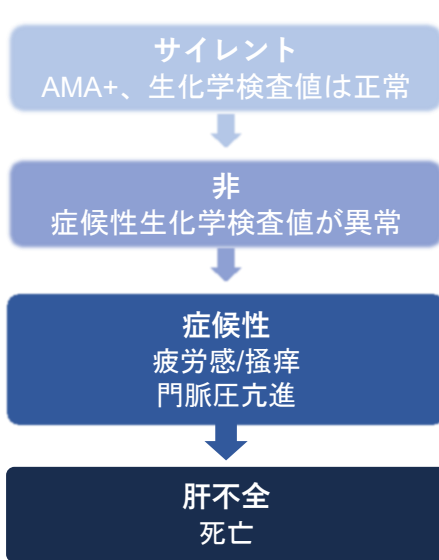 サイレント
AMA+、生化学検査値は正常
非
症候性生化学検査値が異常
症候性
疲労感/掻痒
門脈圧亢進
肝不全
死亡